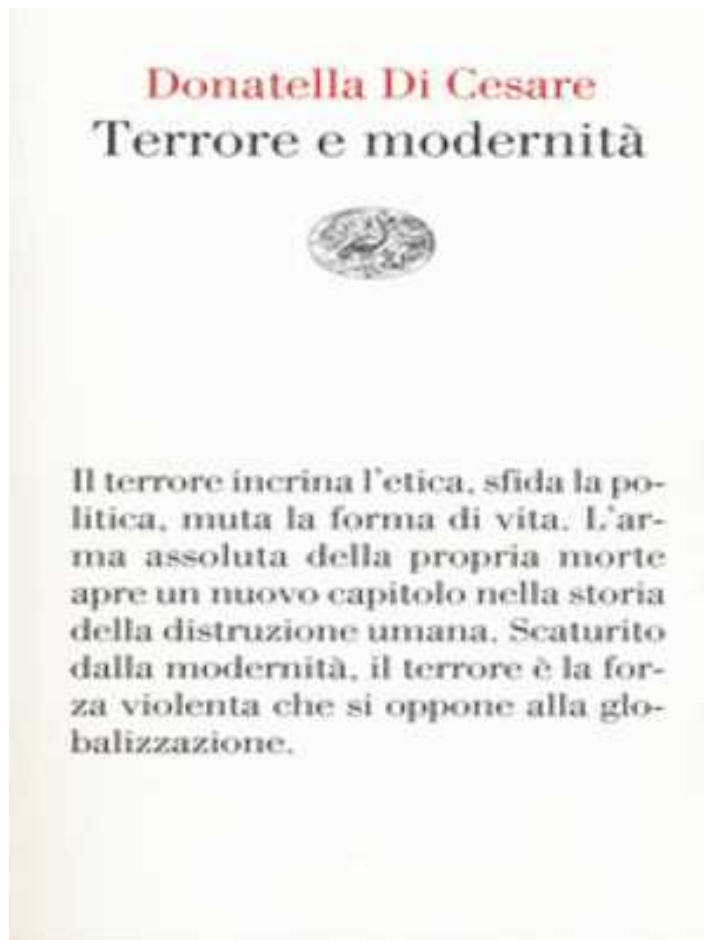 Donatella Di Cesare
Terrore e modernità
Il terrore incrina l'etica, sfida la po-
litica, muta la forma di vita. L'ar-
ma assoluta della propria morte
apre un nuovo capitolo nella storia
della distruzione umana. Scaturito
dalla modernità, il terrore è la for-
za violenta che si oppone alla glo-
balizzazione.